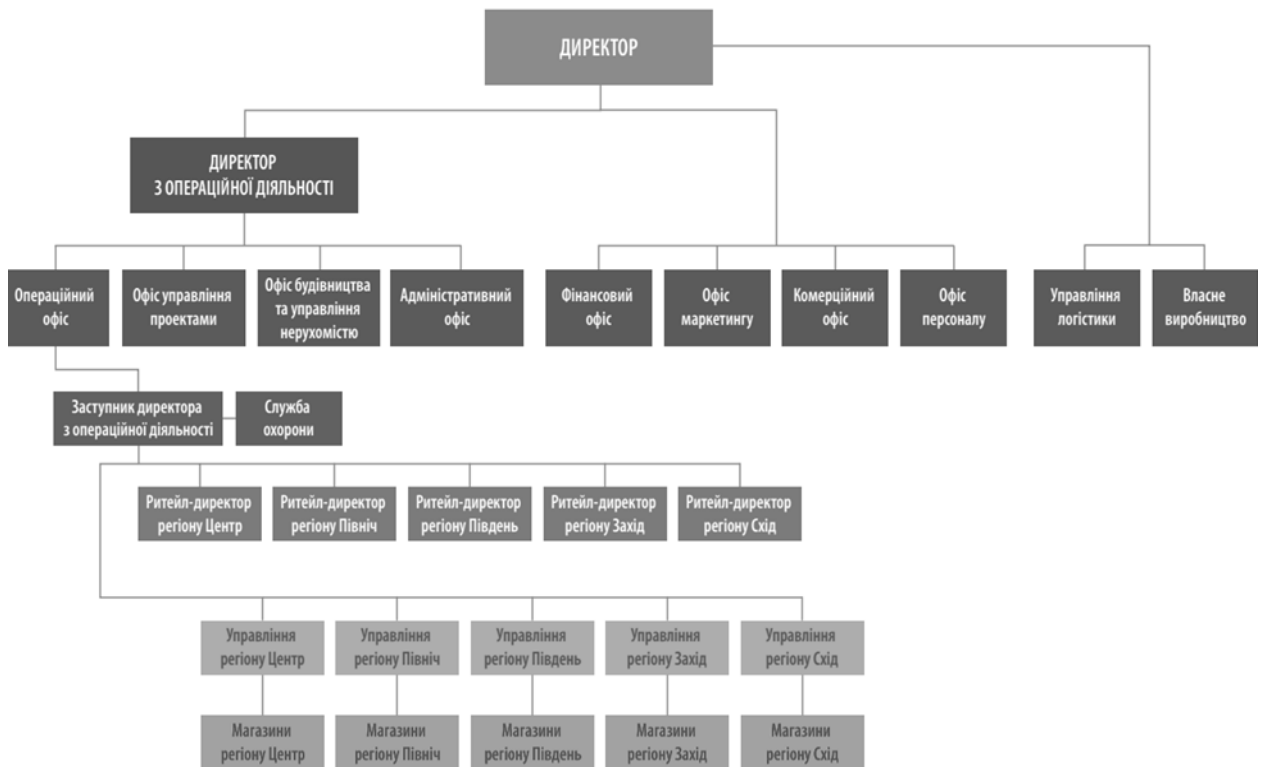 ДИРЕКТОР
ДИРЕКТОР
З ОПЕРАЦІЙНОЇ ДІЯЛЬНОСТІ
Операційний
офіс
Офіс управління
проектами
Офіс будівництва
та управління
нерухомістю
Адміністративний
офіс
Фінансовий
офіс
Офіс
маркетингу
Комерційний
офіс
Офіс
персоналу
Управління
логістики
Власне
виробництво
Заступник директора
з операційної діяльності
Служба
охорони
Ритейл-директор
регіону Центр
Ритейл-директор
регіону Північ
Ритейл-директор
регіону Південь
Ритейл-директор
регіону Захід
Ритейл-директор
регіону Схід
Управління
регіону Центр
Управління
регіону Північ
Управління
регіону Південь
Управління
регіону Захід
Управління
регіону Схід
Магазини
регіону Центр
Магазини
регіону Північ
Магазини
регіону Південь
Магазини
регіону Захід
Магазини
регіону Схід